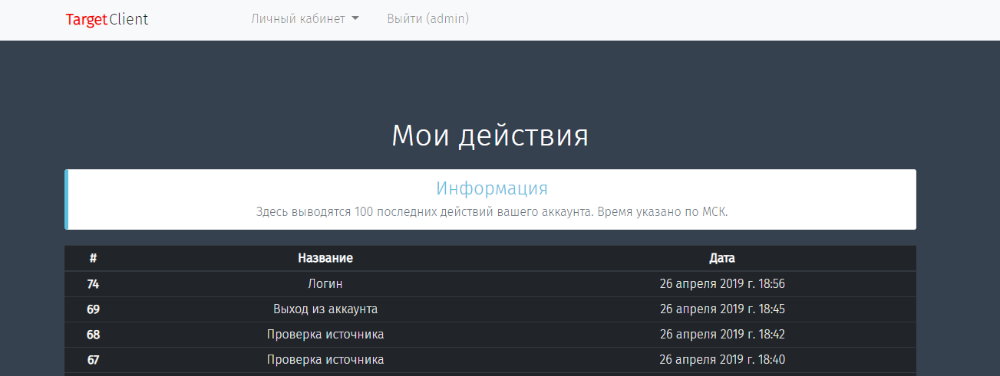 TargetClient Личный кабинет Выйти (admin)
Мои действия
Информация
Здесь выводятся 100 последних действий вашего аккаунта. Время указано по МСК.
# Название Дата
74 Логин 26 апреля 2019 г. 18:56
69 Выход из аккаунта 26 апреля 2019 г. 18:45
68 Проверка источника 26 апреля 2019 г. 18:42
67 Проверка источника 26 апреля 2019 г. 18:40